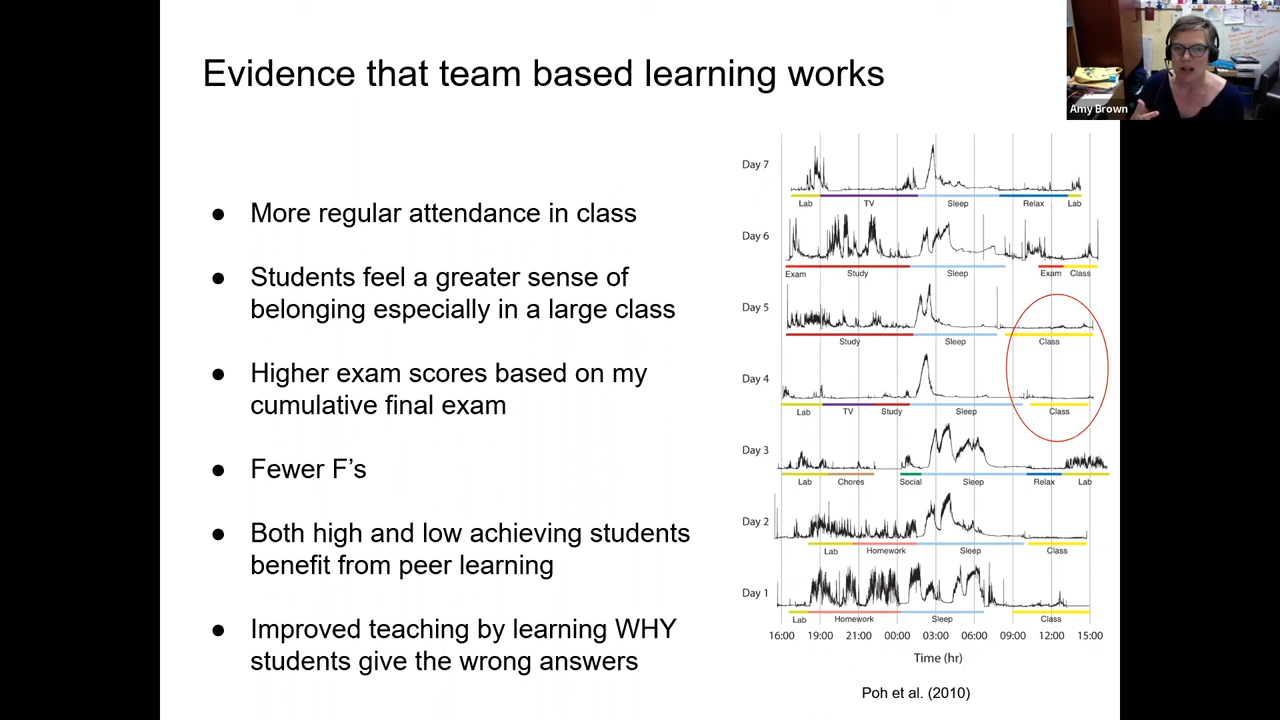 Evidence that team based learning works
Amy Brown
● More regular attendance in class
● Students feel a greater sense of
belonging especially in a large class
● Higher exam scores based on my
cumulative final exam
● Fewer F’s
● Both high and low achieving students
benefit from peer learning
● Improved teaching by learning WHY
students give the wrong answers
Day 7
Lab TV Sleep Relax Lab
Day 6
Exam Study Sleep Exam Class
Day 5
Study Sleep Class
Day 4
Lab TV Study Sleep Class
Day 3
Lab Chores Social Sleep Relax Lab
Day 2
Lab Homework Sleep Class
Day 1
Lab Homework Sleep Class
16:00 19:00 21:00 00:00 03:00 06:00 09:00 12:00 15:00
Time (hr)
Poh et al. (2010)